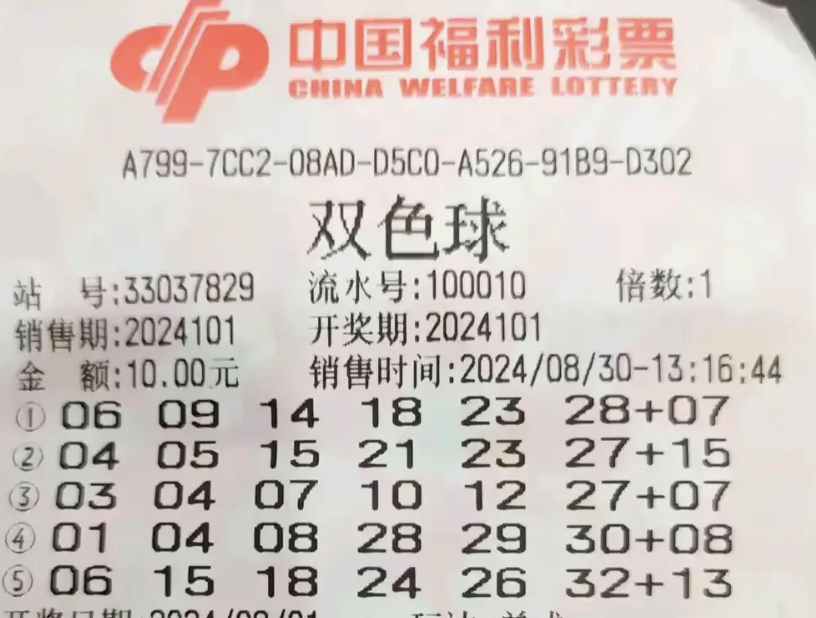 中国福利彩票
CHINA WELFARE LOTTERY
A799-7CC2-08AD-D5C0-A526-91B9-D302
双色球
站 号:33037829 流水号:100010 倍数:1
销售期:2024101 开奖期:2024101
金 额:10.00元 销售时间:2024/08/30-13:16:44
① 06 09 14 18 23 28+07
② 04 05 15 21 23 27+15
③ 03 04 07 10 12 27+07
④ 01 04 08 28 29 30+08
⑤ 06 15 18 24 26 32+13